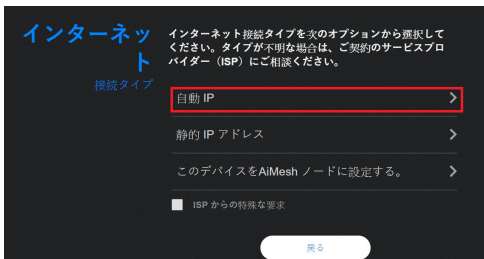 インターネッ
ト
接続タイプ
インターネット接続タイプを次のオプションから選択して
ください。タイプが不明な場合は、ご契約のサービスプロ
バイダー（ISP）にご相談ください。
自動 IP
静的 IP アドレス
このデバイスをAiMesh ノードに設定する。
ISP からの特殊な要求
戻る